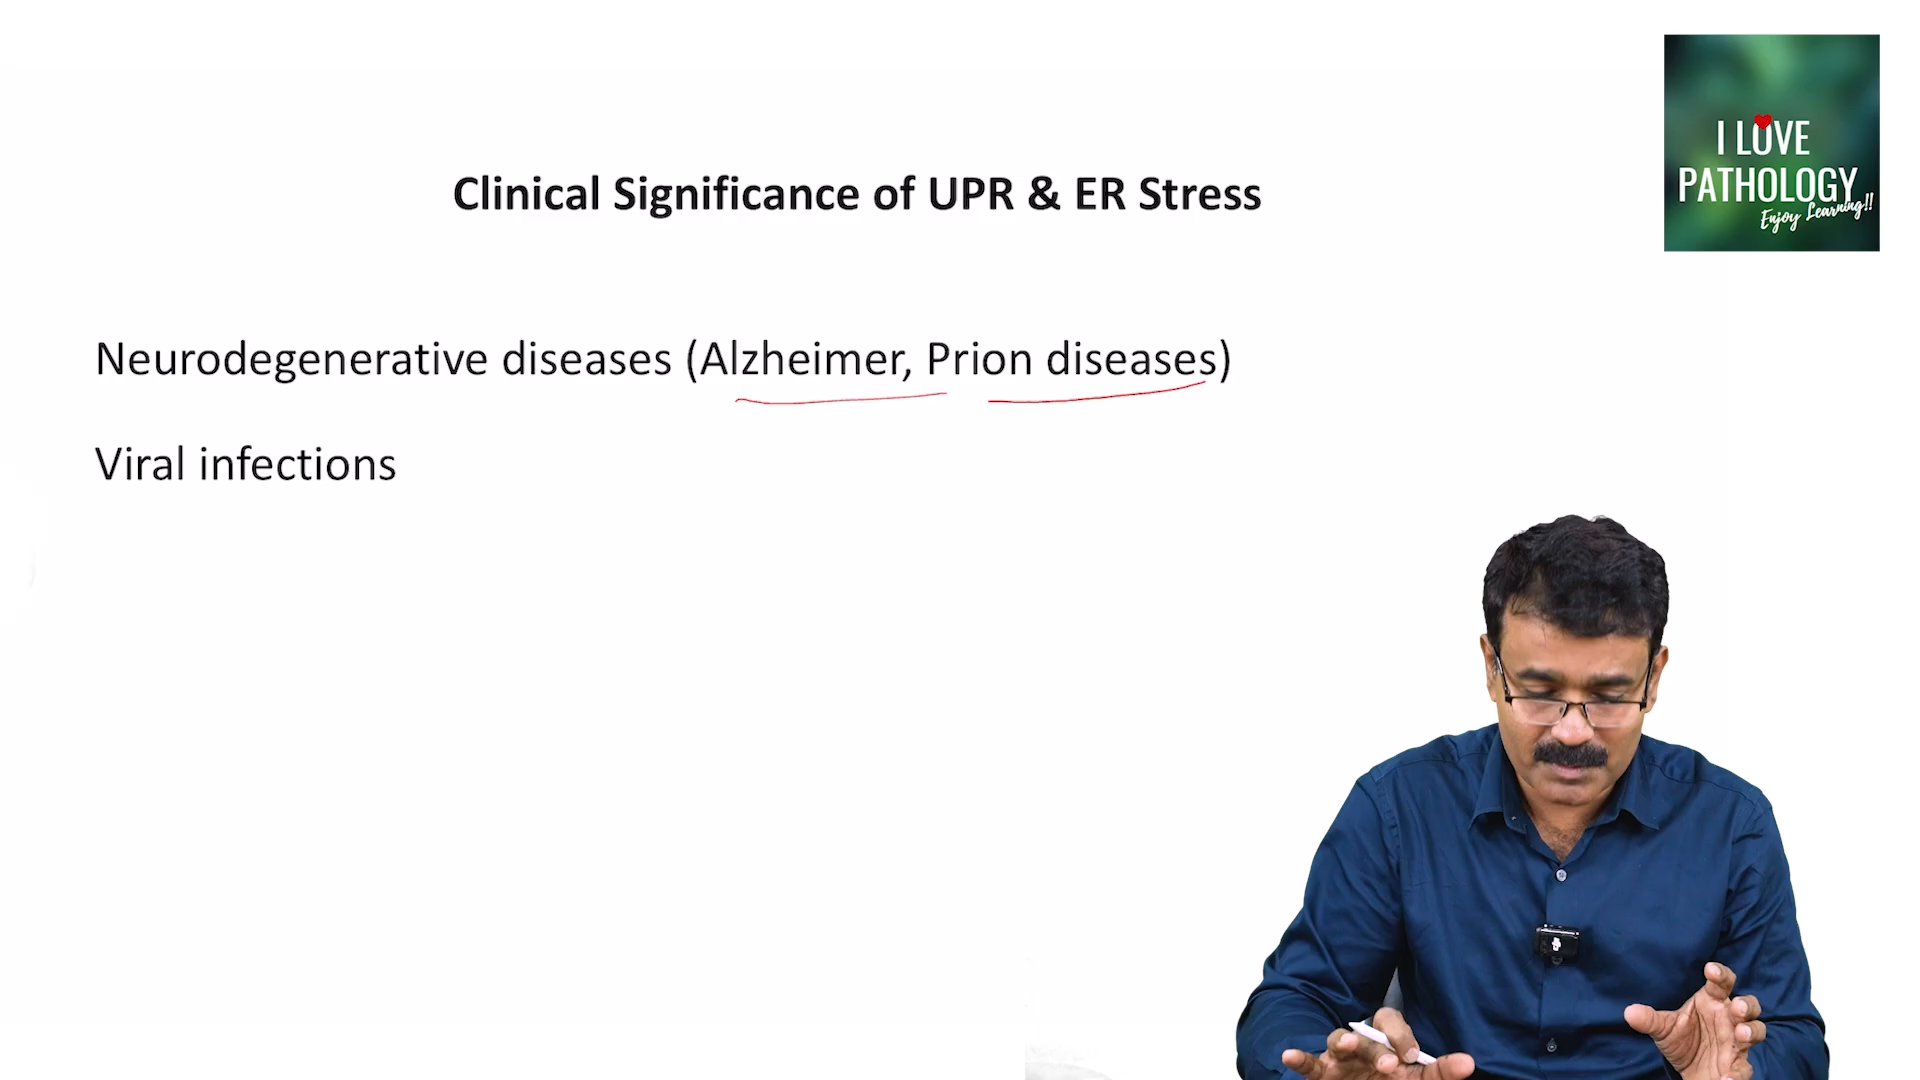 Clinical Significance of UPR & ER Stress
I LOVE
PATHOLOGY
Enjoy Learning!!
Neurodegenerative diseases (Alzheimer, Prion diseases)
Viral infections